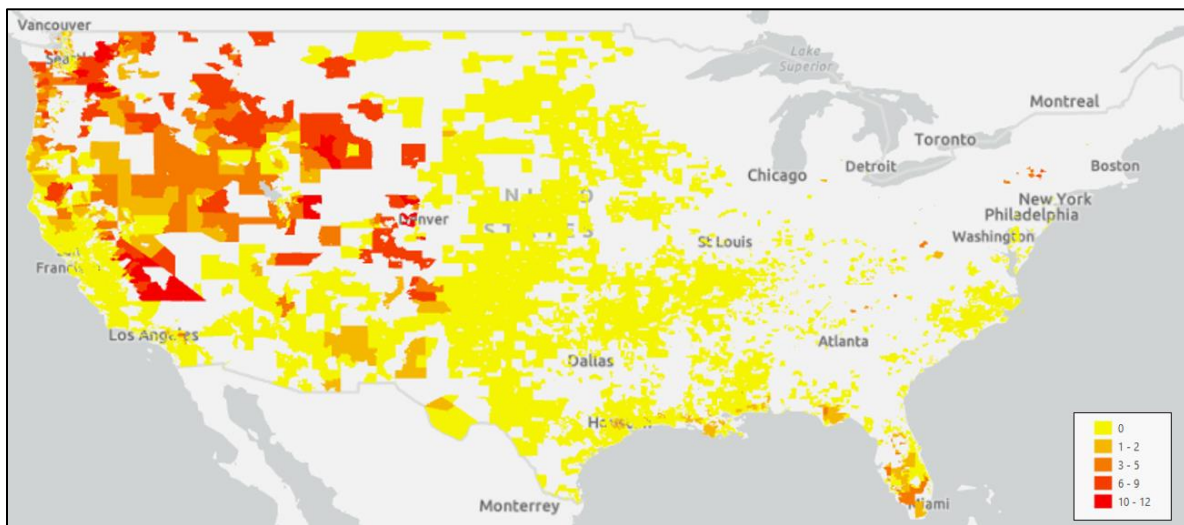 Vancouver
Lake
Superior
Montreal
Toronto
Boston
Detroit
Chicago
New York
Philadelphia
Washington
Denver
St Louis
Los Angeles
Atlanta
Dallas
Miami
Monterrey
0
1 - 2
3 - 5
6 - 9
10 - 12